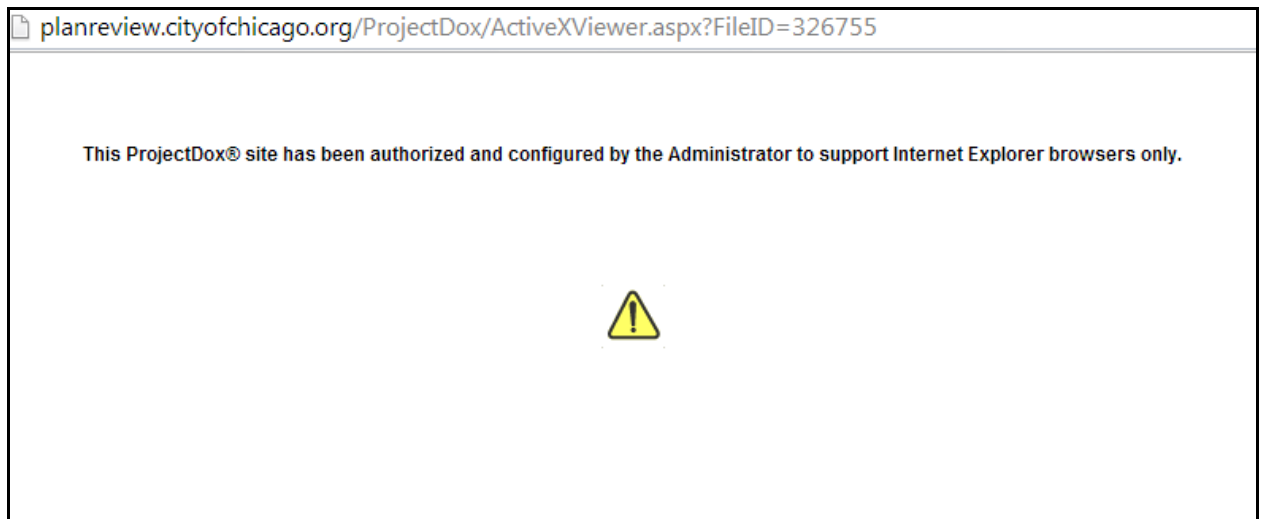 planreview.cityofchicago.org/ProjectDox/ActiveXViewer.aspx?FileID=326755
This ProjectDox® site has been authorized and configured by the Administrator to support Internet Explorer browsers only.